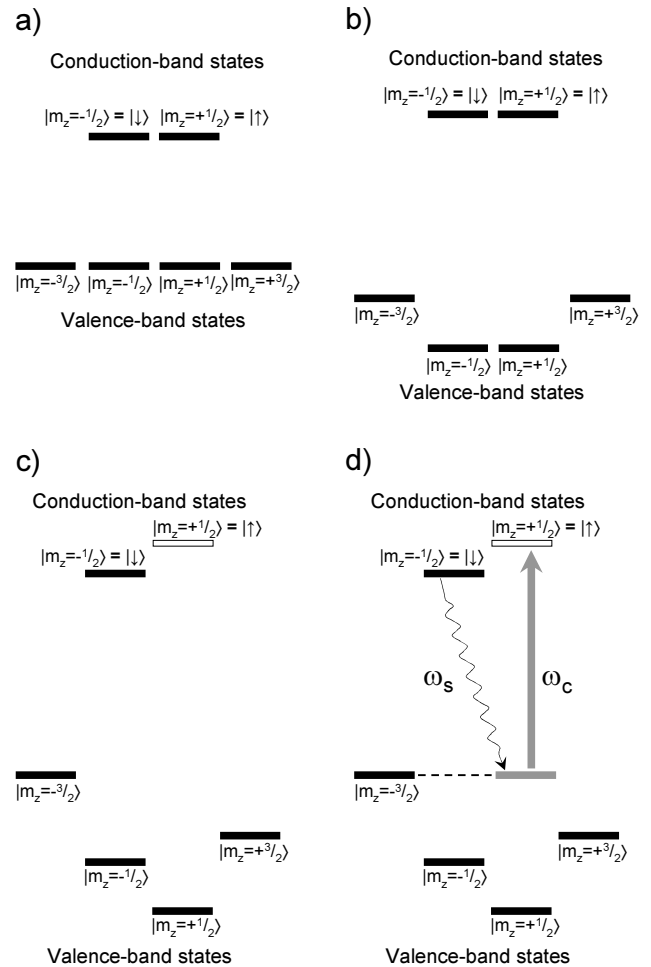 a)
Conduction-band states
|m_z=-1/2⟩ = |↓⟩ |m_z=+1/2⟩ = |↑⟩
|m_z=-3/2⟩ |m_z=-1/2⟩ |m_z=+1/2⟩ |m_z=+3/2⟩
Valence-band states
b)
Conduction-band states
|m_z=-1/2⟩ = |↓⟩ |m_z=+1/2⟩ = |↑⟩
|m_z=-3/2⟩ |m_z=+3/2⟩
|m_z=-1/2⟩ |m_z=+1/2⟩
Valence-band states
c)
Conduction-band states
|m_z=+1/2⟩ = |↑⟩
|m_z=-1/2⟩ = |↓⟩
|m_z=-3/2⟩
|m_z=+3/2⟩
|m_z=-1/2⟩
|m_z=+1/2⟩
Valence-band states
d)
Conduction-band states
|m_z=+1/2⟩ = |↑⟩
|m_z=-1/2⟩ = |↓⟩
ω_s ω_c
|m_z=-3/2⟩
|m_z=+3/2⟩
|m_z=-1/2⟩
|m_z=+1/2⟩
Valence-band states